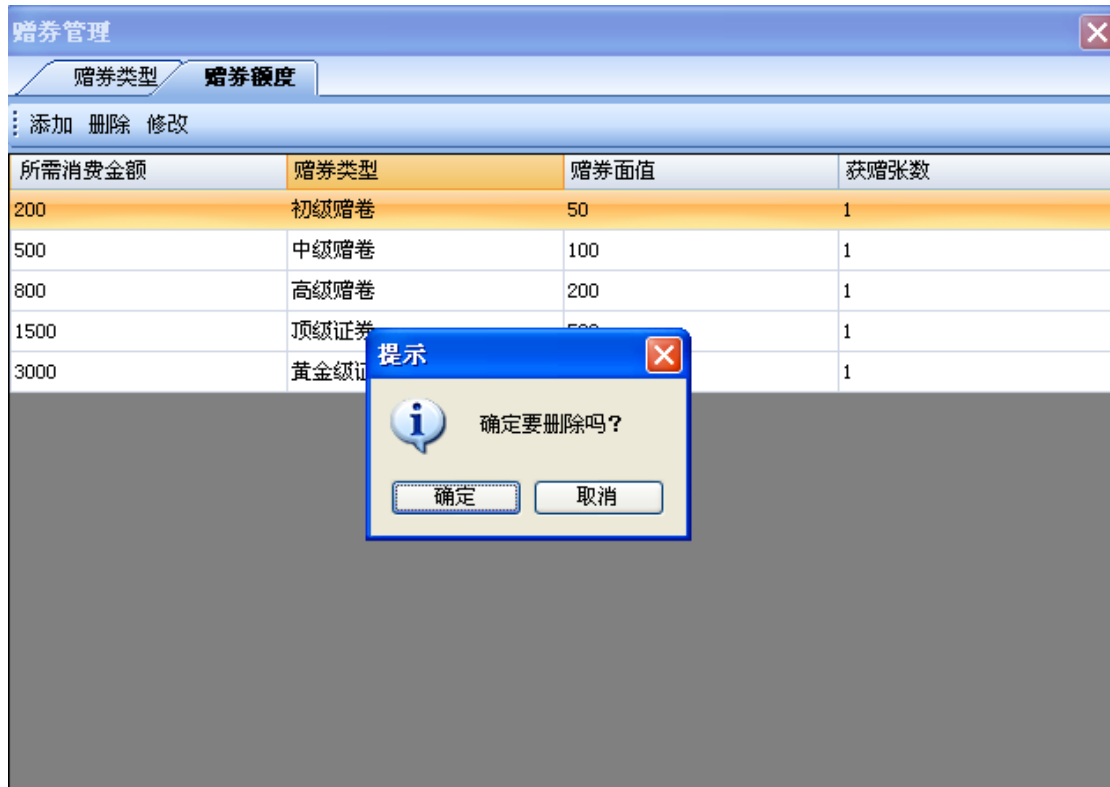 赠券管理
赠券类型 赠券额度
添加 删除 修改
所需消费金额 赠券类型 赠券面值 获赠张数
200 初级赠卷 50 1
500 中级赠卷 100 1
800 高级赠卷 200 1
1500 顶级证券 1
3000 黄金级证 1
提示
确定要删除吗?
确定 取消